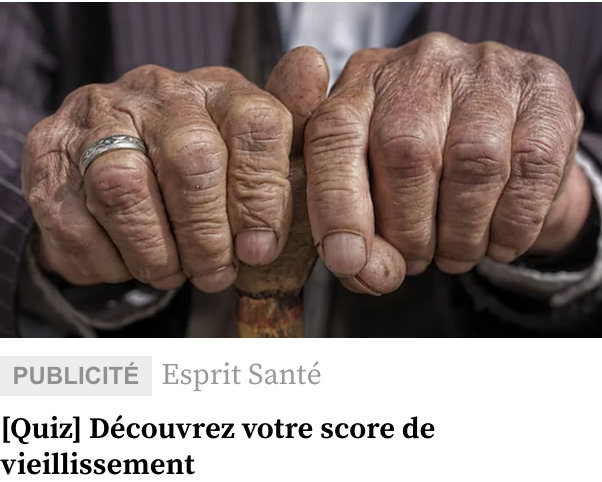 PUBLICITÉ Esprit Santé
[Quiz] Découvrez votre score de
vieillissement